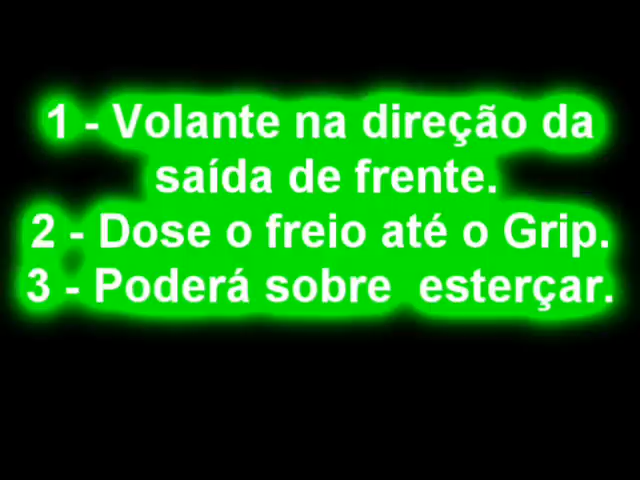 1 - Volante na direção da
saída de frente.
2 - Dose o freio até o Grip.
3 - Poderá sobre  esterçar.